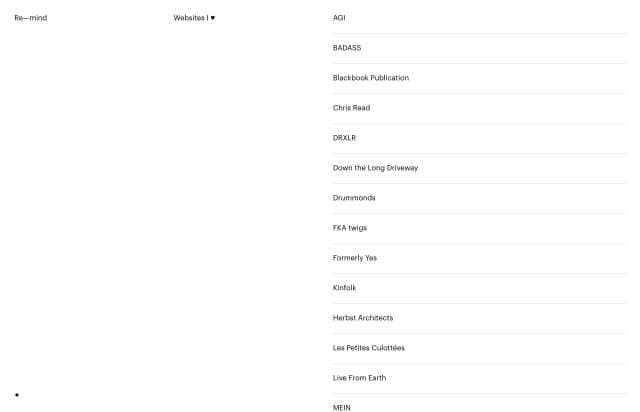 Re—mind
Websites I ♥
AGI
BADASS
Blackbook Publication
Chris Read
DRXLR
Down the Long Driveway
Drummonds
FKA twigs
Formerly Yes
Kinfolk
Herbst Architects
Les Petites Culottées
Live From Earth
MEIN